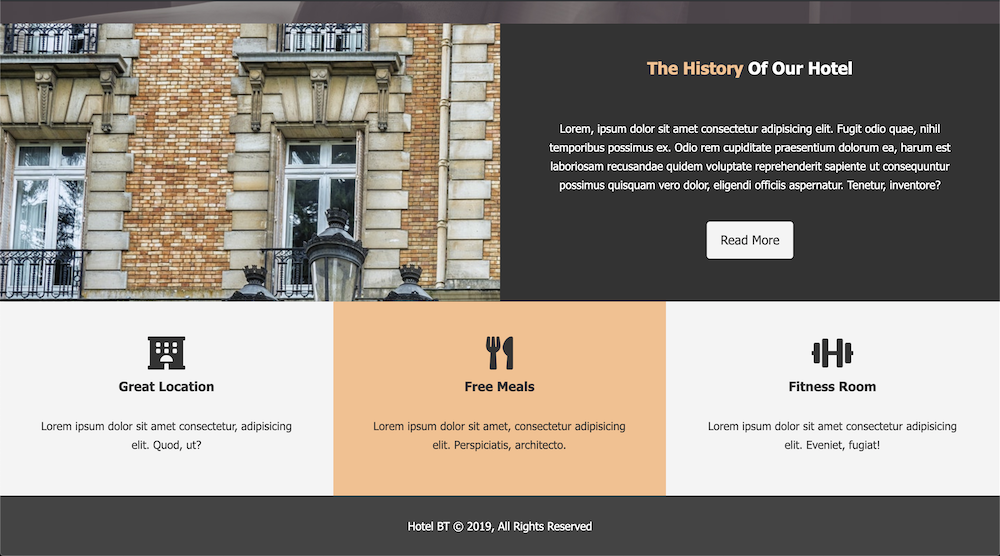 The History Of Our Hotel
Lorem, ipsum dolor sit amet consectetur adipisicing elit. Fugit odio quae, nihil
temporibus possimus ex. Odio rem cupiditate praesentium dolorum ea, harum est
laboriosam recusandae quidem voluptate reprehenderit sapiente ut consequuntur
possimus quisquam vero dolor, eligendi officiis aspernatur. Tenetur, inventore?
Read More
Great Location
Lorem ipsum dolor sit amet consectetur, adipisicing
elit. Quod, ut?
Free Meals
Lorem ipsum dolor sit amet, consectetur adipisicing
elit. Perspiciatis, architecto.
Fitness Room
Lorem ipsum dolor sit amet consectetur adipisicing
elit. Eveniet, fugiat!
Hotel BT © 2019, All Rights Reserved